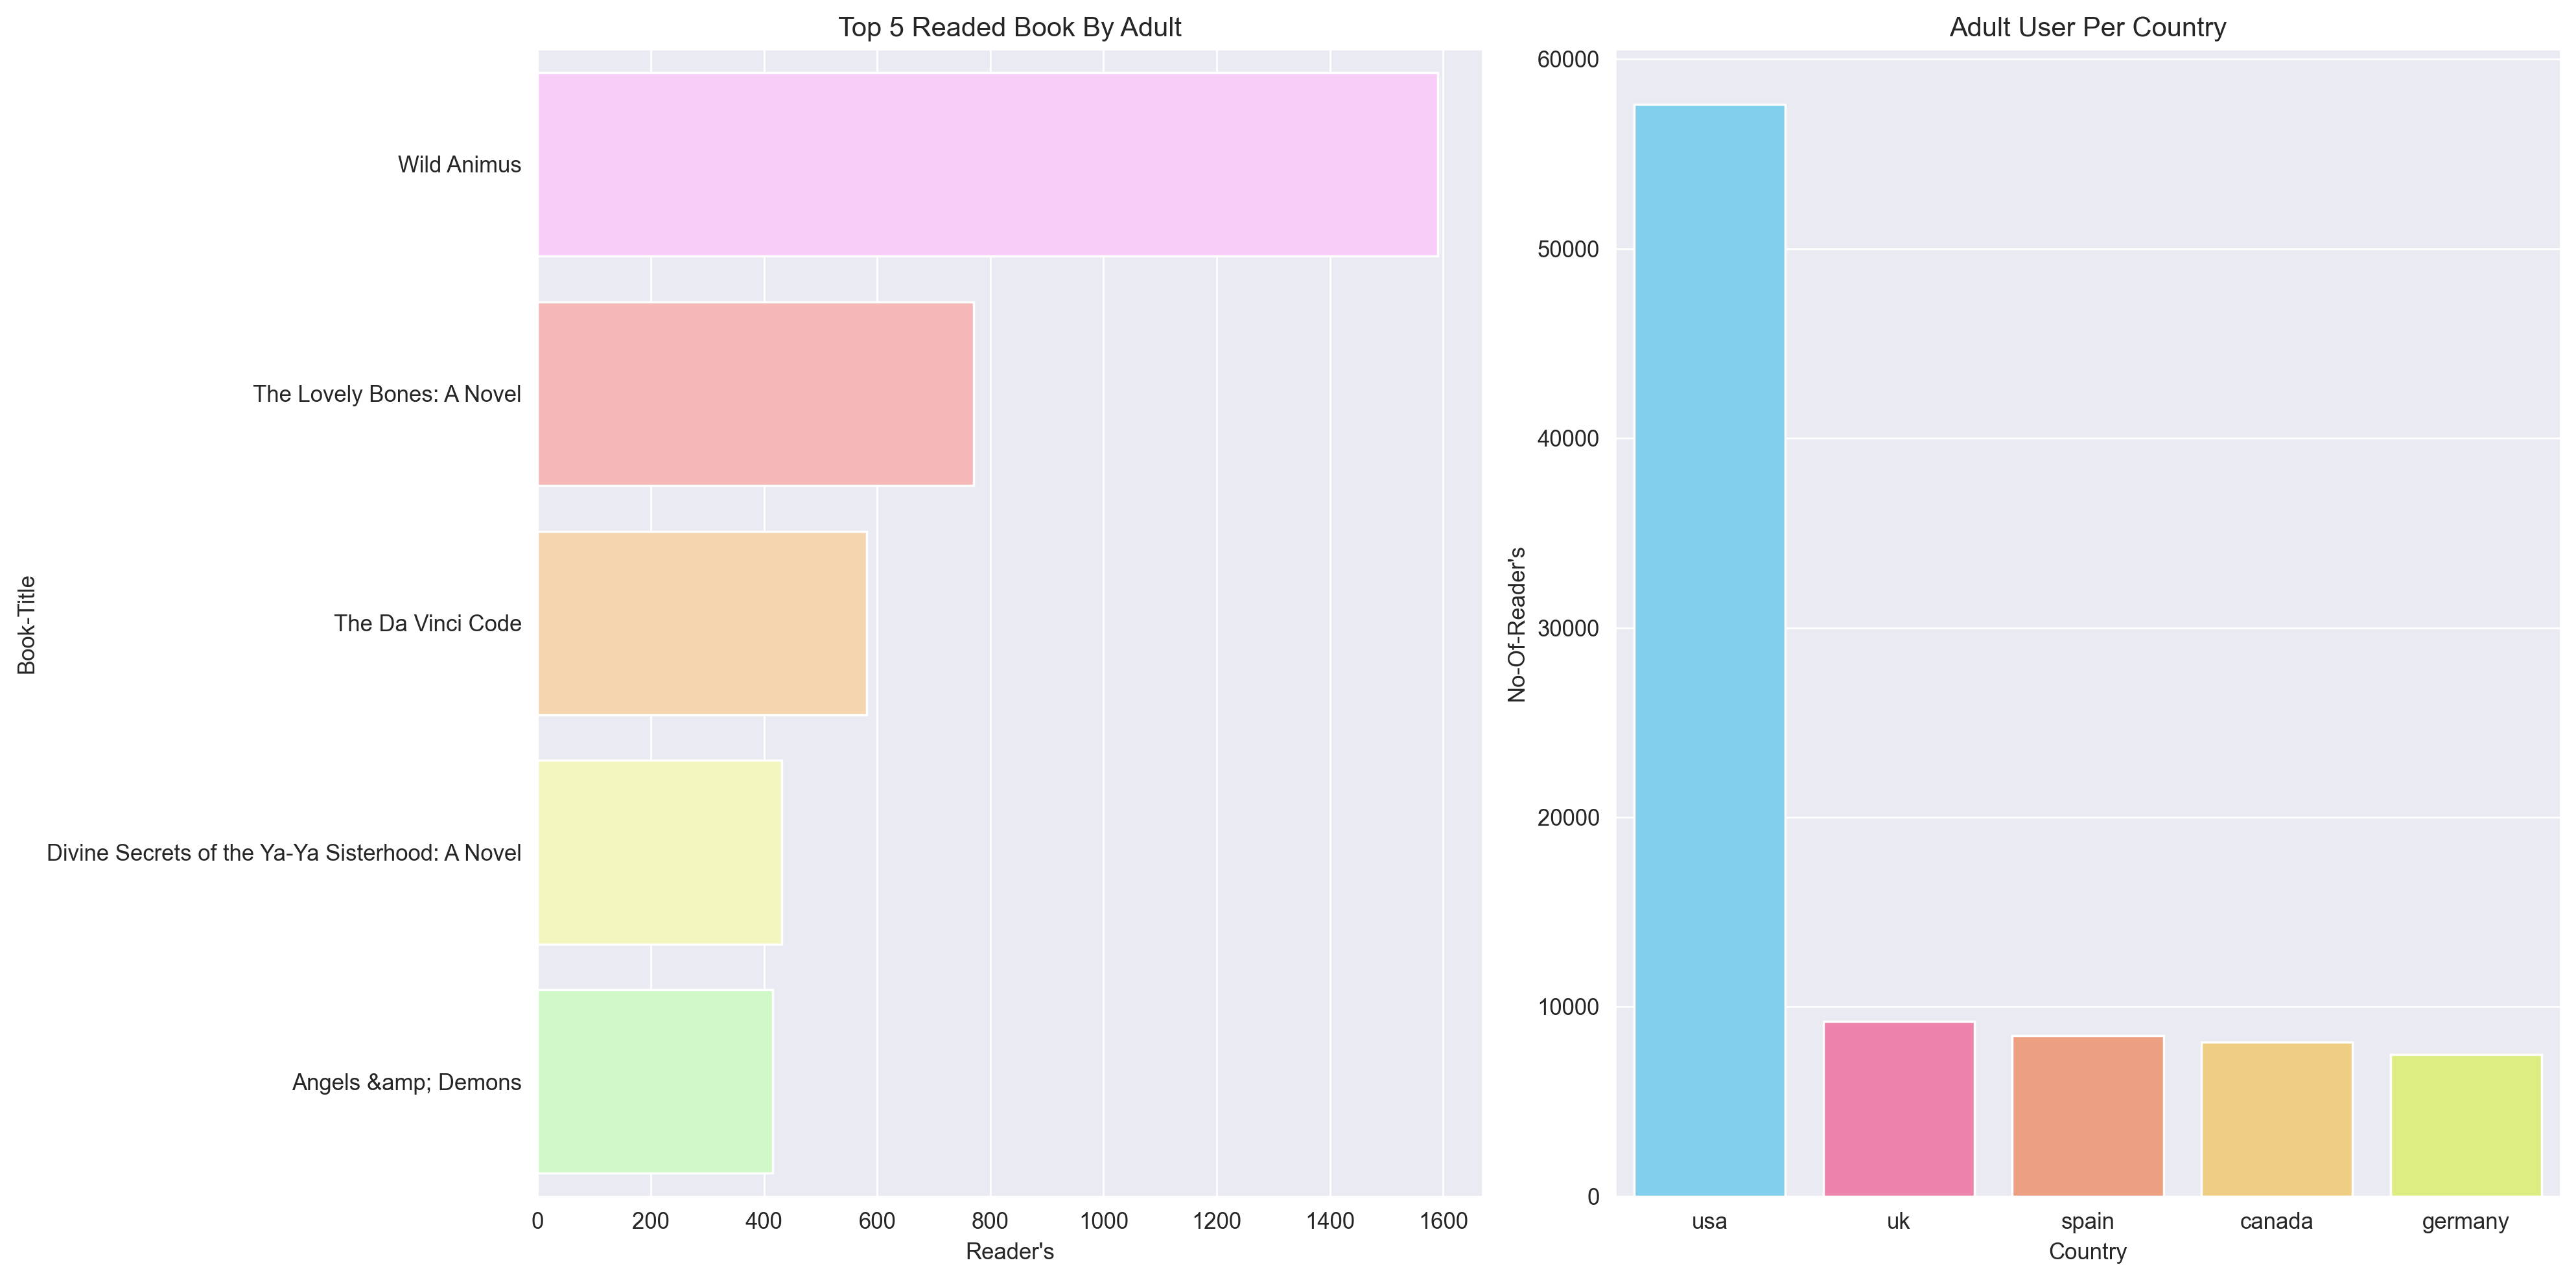 Top 5 Readed Book By Adult
Book-Title
Wild Animus
The Lovely Bones: A Novel
The Da Vinci Code
Divine Secrets of the Ya-Ya Sisterhood: A Novel
Angels &amp;amp; Demons
0 200 400 600 800 1000 1200 1400 1600
Reader's
Adult User Per Country
No-Of-Reader's
60000
50000
40000
30000
20000
10000
0
usa uk spain canada germany
Country